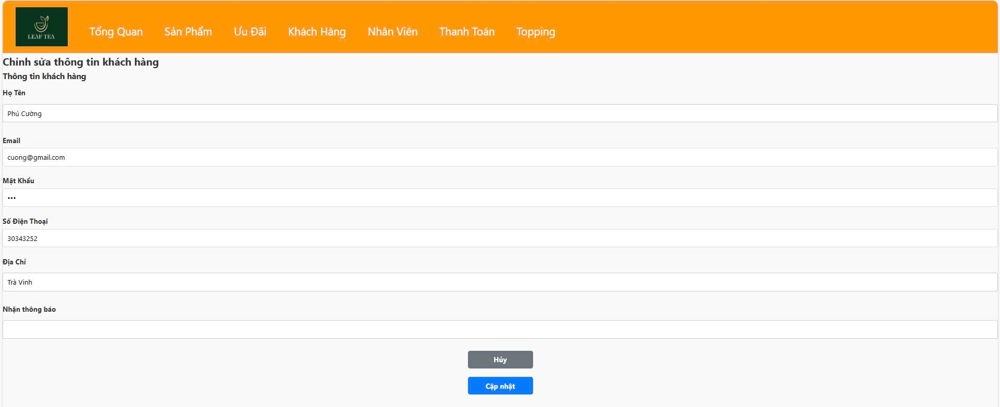 LEAF TEA
Tổng Quan Sản Phẩm Ưu Đãi Khách Hàng Nhân Viên Thanh Toán Topping
Chỉnh sửa thông tin khách hàng
Thông tin khách hàng
Họ Tên
Phú Cường
Email
cuong@gmail.com
Mật Khẩu
•••
Số Điện Thoại
30343252
Địa Chỉ
Trà Vinh
Nhận thông báo
Hủy
Cập nhật